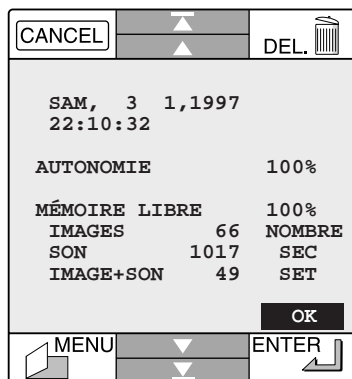 CANCEL DEL.
SAM, 3 1,1997
22:10:32
AUTONOMIE 100%
MÉMOIRE LIBRE 100%
IMAGES 66 NOMBRE
SON 1017 SEC
IMAGE+SON 49 SET
OK
MENU ENTER